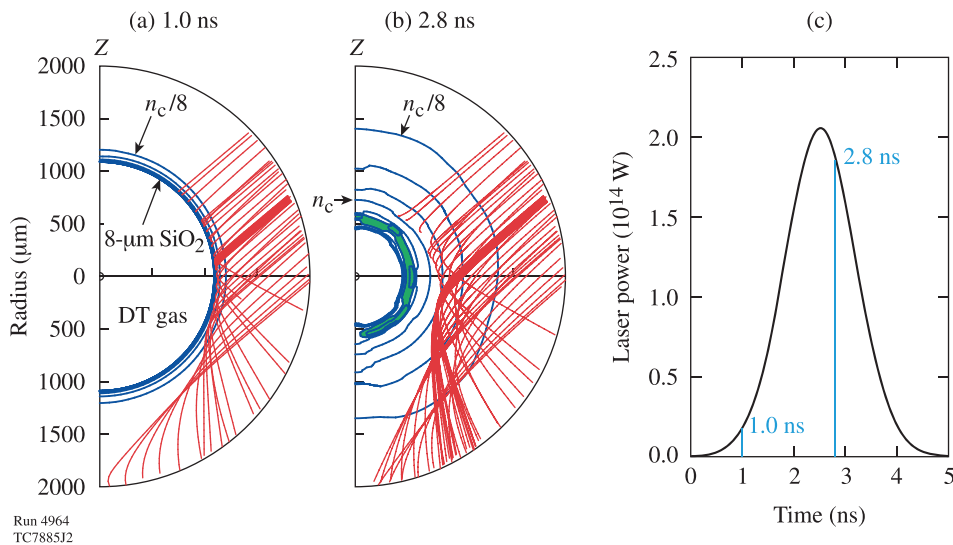 (a) 1.0 ns
(b) 2.8 ns
(c)
Z
Z
2000
1500
1000
500
0
500
1000
1500
2000
Radius (μm)
n_c/8
8-μm SiO₂
DT gas
n_c/8
n_c
2.5
2.0
1.5
1.0
0.5
0.0
Laser power (10¹⁴ W)
2.8 ns
1.0 ns
0 1 2 3 4 5
Time (ns)
Run 4964
TC7885J2